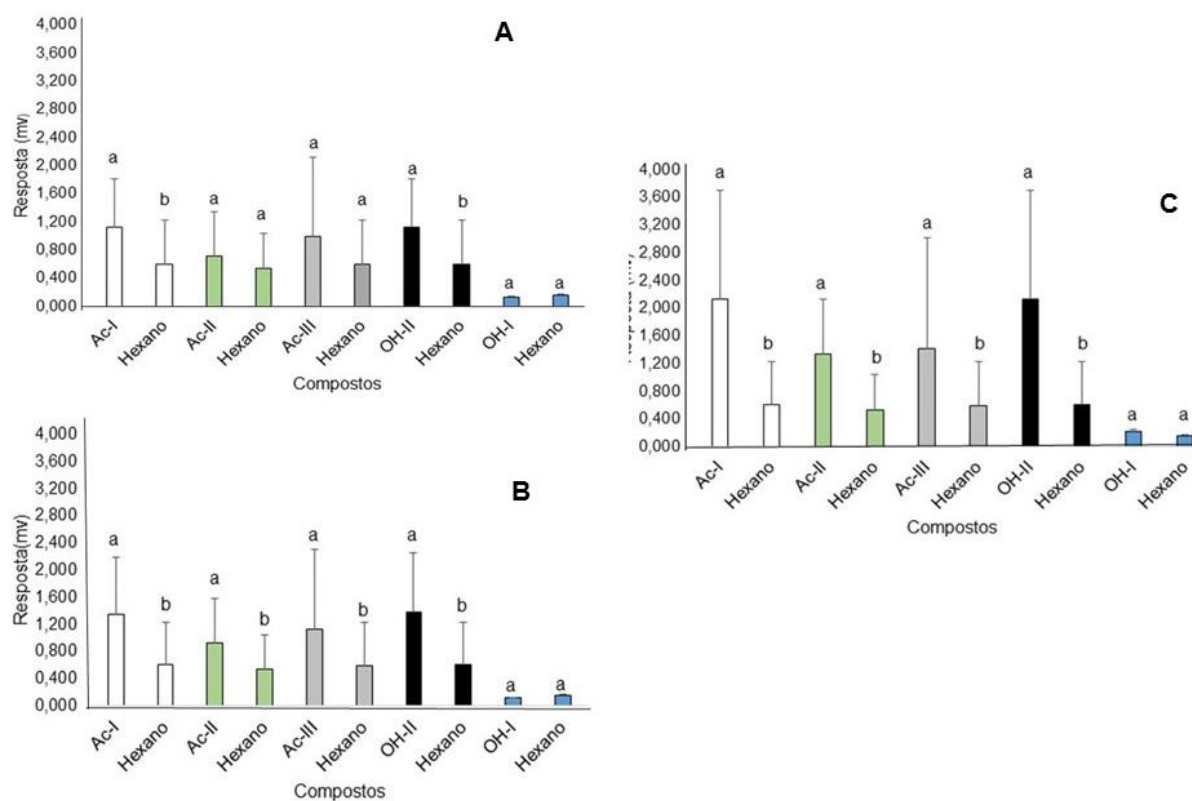 A
4,000
3,600
3,200
2,800
2,400
2,000
1,600
1,200
0,800
0,400
0,000
Resposta (mv)
a b a a a a a b a a
Ac-I Hexano Ac-II Hexano Ac-III Hexano OH-II Hexano OH-I Hexano
Compostos
B
4,000
3,600
3,200
2,800
2,400
2,000
1,600
1,200
0,800
0,400
0,000
Resposta(mv)
a b a b a b a b a a
Ac-I Hexano Ac-II Hexano Ac-III Hexano OH-II Hexano OH-I Hexano
Compostos
C
4,000
3,600
3,200
2,800
2,400
2,000
1,600
1,200
0,800
0,400
0,000
a b a b a b a b a a
Ac-I Hexano Ac-II Hexano Ac-III Hexano OH-II Hexano OH-I Hexano
Compostos